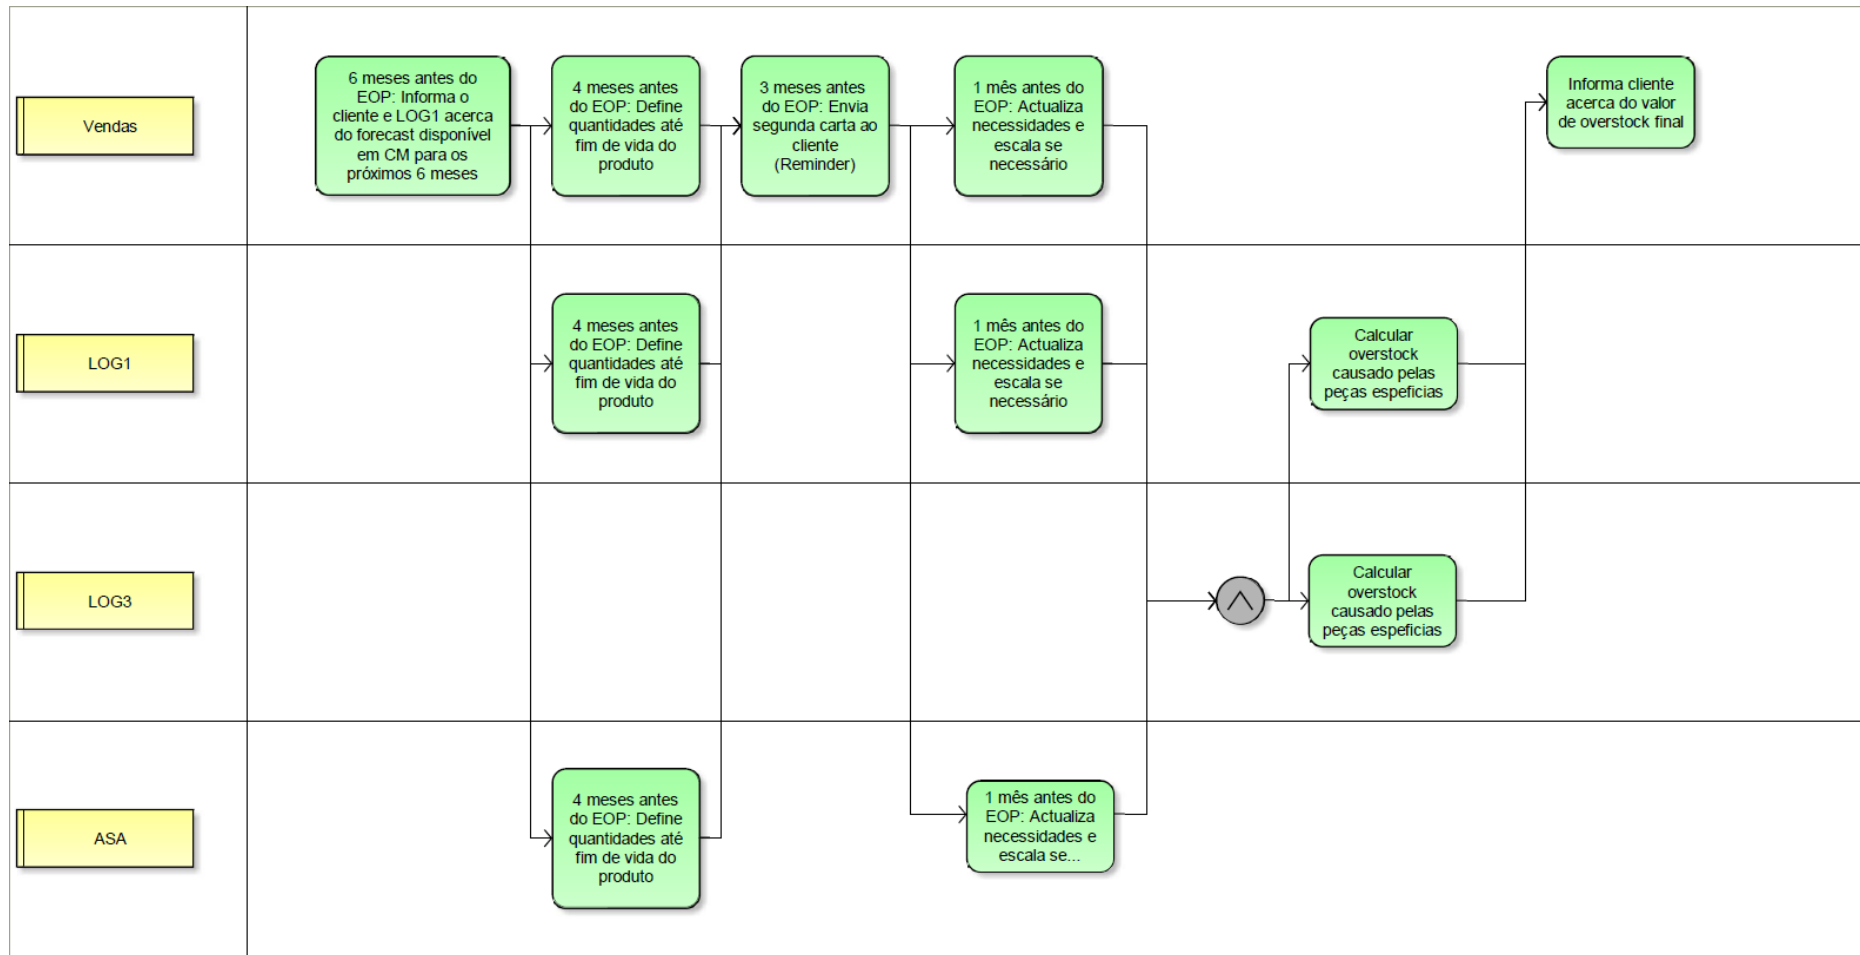 Vendas
6 meses antes do
EOP: Informa o
cliente e LOG1 acerca
do forecast disponível
em CM para os
próximos 6 meses
4 meses antes
do EOP: Define
quantidades até
fim de vida do
produto
3 meses antes
do EOP: Envia
segunda carta ao
cliente
(Reminder)
1 mês antes do
EOP: Actualiza
necessidades e
escala se
necessário
Informa cliente
acerca do valor
de overstock final
LOG1
4 meses antes
do EOP: Define
quantidades até
fim de vida do
produto
1 mês antes do
EOP: Actualiza
necessidades e
escala se
necessário
Calcular
overstock
causado pelas
peças espeficias
LOG3
Calcular
overstock
causado pelas
peças espeficias
ASA
4 meses antes
do EOP: Define
quantidades até
fim de vida do
produto
1 mês antes do
EOP: Actualiza
necessidades e
escala se...